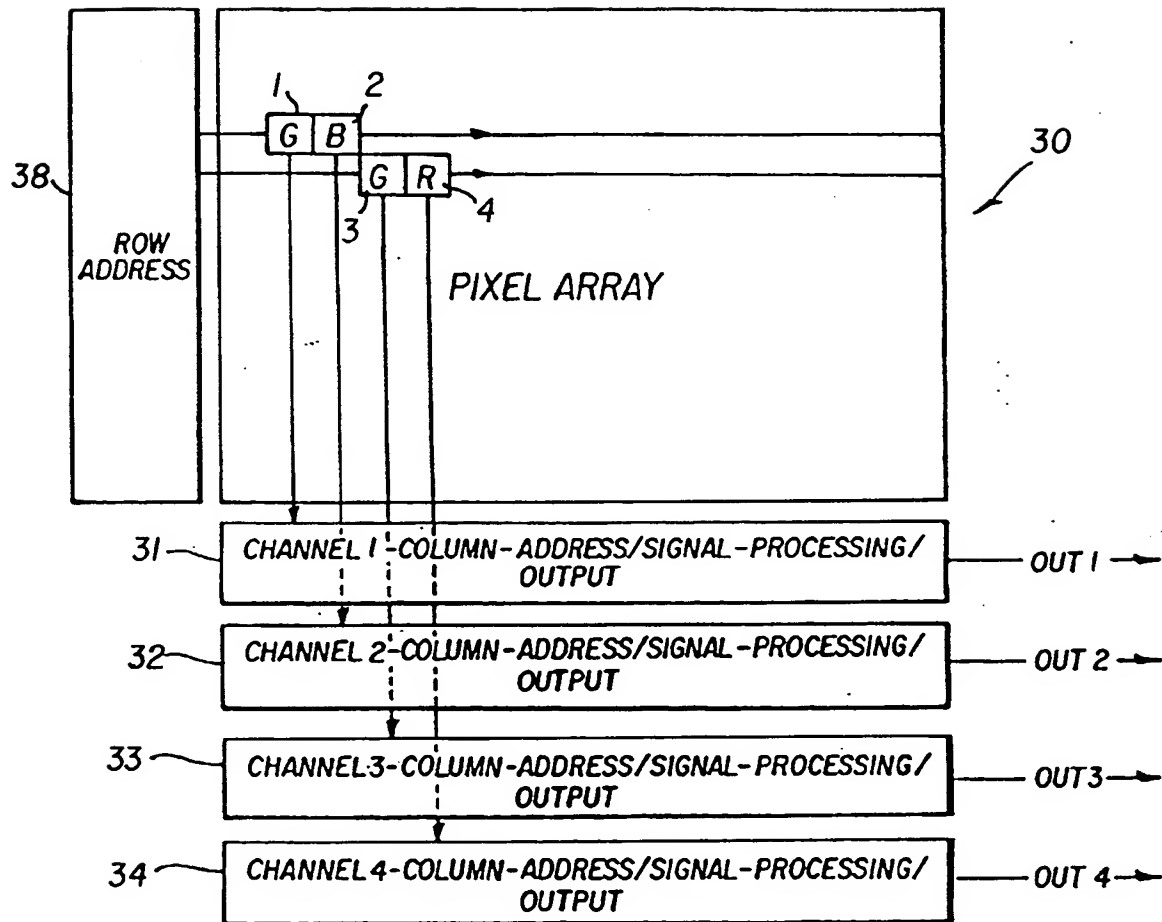 1
2
G B
30
38
G R
3
4
ROW
ADDRESS
PIXEL ARRAY
31
CHANNEL 1-COLUMN-ADDRESS/SIGNAL-PROCESSING/
OUTPUT
OUT 1
32
CHANNEL 2-COLUMN-ADDRESS/SIGNAL-PROCESSING/
OUTPUT
OUT 2
33
CHANNEL 3-COLUMN-ADDRESS/SIGNAL-PROCESSING/
OUTPUT
OUT 3
34
CHANNEL 4-COLUMN-ADDRESS/SIGNAL-PROCESSING/
OUTPUT
OUT 4